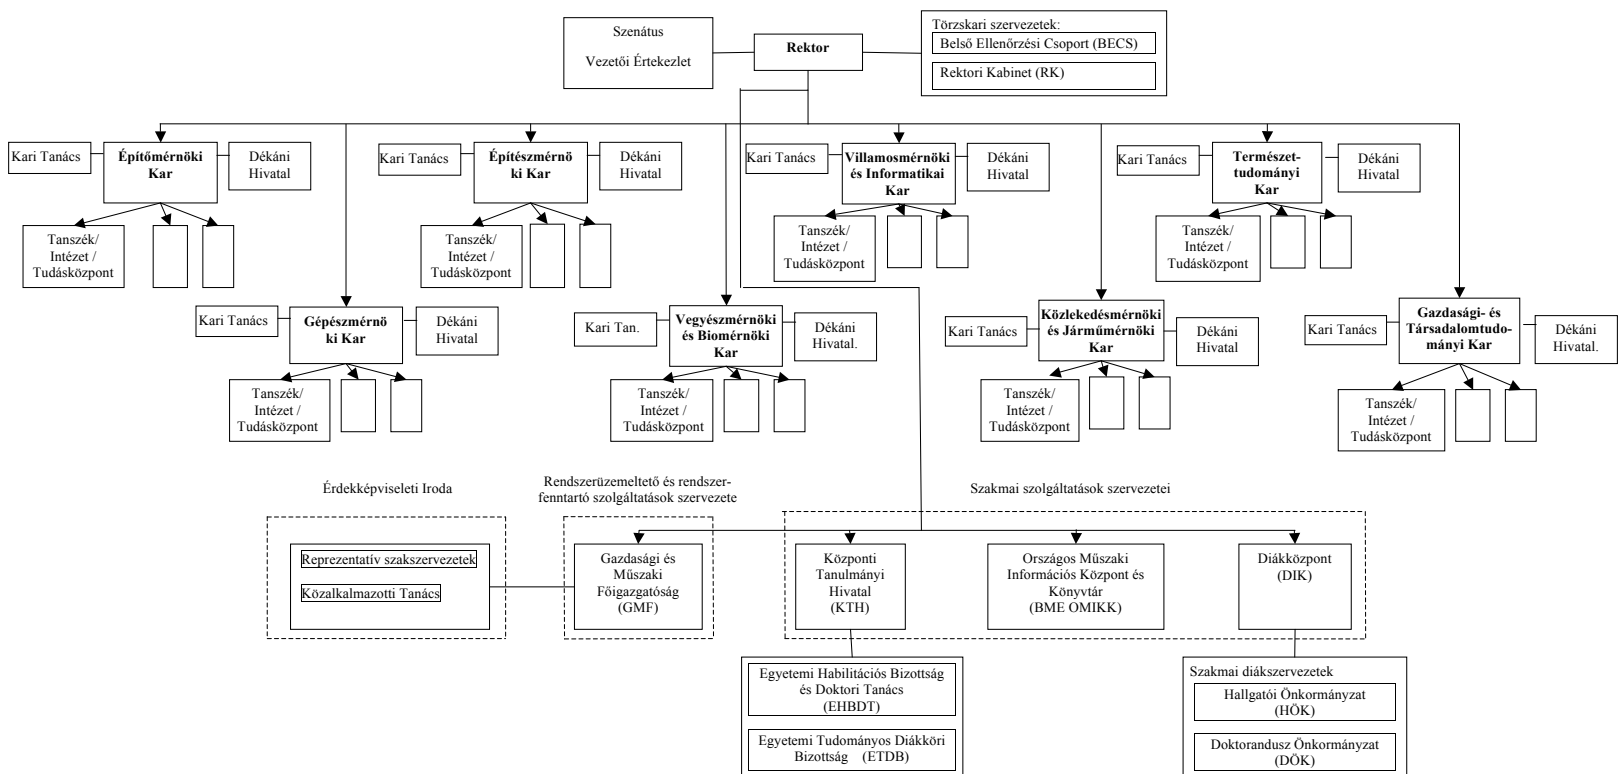 Szenátus
Vezetői Értekezlet
Rektor
Törzskari szervezetek:
Belső Ellenőrzési Csoport (BECS)
Rektori Kabinet (RK)
Kari Tanács
Építőmérnöki
Kar
Dékáni
Hivatal
Tanszék/
Intézet /
Tudásközpont
Kari Tanács
Építészmérnö
ki Kar
Dékáni
Hivatal
Tanszék/
Intézet /
Tudásközpont
Kari Tanács
Villamosmérnöki
és Informatikai
Kar
Dékáni
Hivatal
Tanszék/
Intézet /
Tudásközpont
Kari Tanács
Természet-
tudományi
Kar
Dékáni
Hivatal
Tanszék/
Intézet /
Tudásközpont
Kari Tanács
Gépészmérnö
ki Kar
Dékáni
Hivatal
Tanszék/
Intézet /
Tudásközpont
Kari Tan.
Vegyészmérnöki
és Biomérnöki
Kar
Dékáni
Hivatal.
Tanszék/
Intézet /
Tudásközpont
Kari Tanács
Közlekedésmérnöki
és Járműmérnöki
Kar
Dékáni
Hivatal
Tanszék/
Intézet /
Tudásközpont
Kari Tanács
Gazdasági- és
Társadalomtudo-
mányi Kar
Dékáni
Hivatal.
Tanszék/
Intézet /
Tudásközpont
Érdekképviseleti Iroda
Reprezentatív szakszervezetek
Közalkalmazotti Tanács
Rendszerüzemeltető és rendszer-
fenntartó szolgáltatások szervezete
Gazdasági és
Műszaki
Főigazgatóság
(GMF)
Szakmai szolgáltatások szervezetei
Központi
Tanulmányi
Hivatal
(KTH)
Országos Műszaki
Információs Központ és
Könyvtár
(BME OMIKK)
Diákközpont
(DIK)
Egyetemi Habilitációs Bizottság
és Doktori Tanács
(EHBDT)
Egyetemi Tudományos Diákköri
Bizottság (ETDB)
Szakmai diákszervezetek
Hallgatói Önkormányzat
(HÖK)
Doktorandusz Önkormányzat
(DÖK)